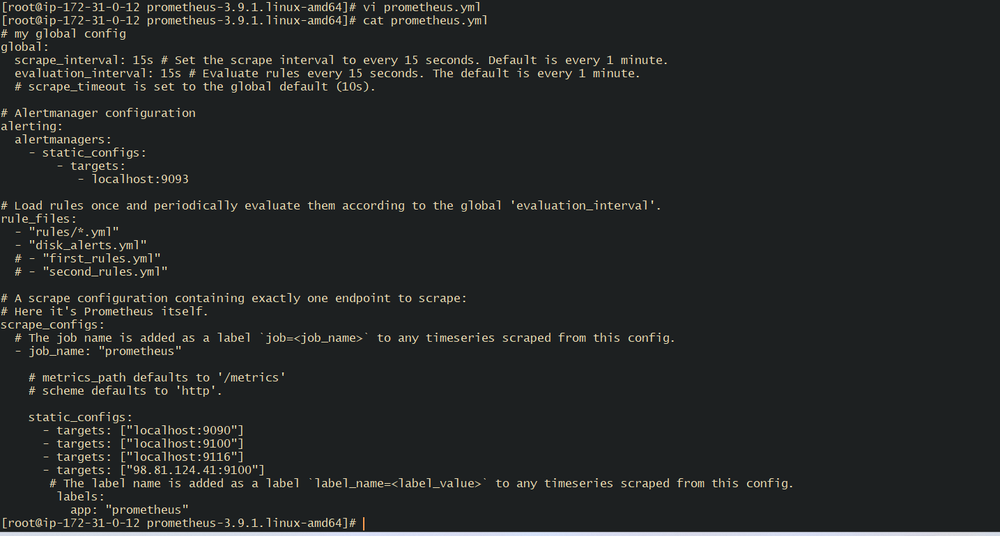 [root@ip-172-31-0-12 prometheus-3.9.1.linux-amd64]# vi prometheus.yml
[root@ip-172-31-0-12 prometheus-3.9.1.linux-amd64]# cat prometheus.yml
# my global config
global:
  scrape_interval: 15s # Set the scrape interval to every 15 seconds. Default is every 1 minute.
  evaluation_interval: 15s # Evaluate rules every 15 seconds. The default is every 1 minute.
  # scrape_timeout is set to the global default (10s).

# Alertmanager configuration
alerting:
  alertmanagers:
    - static_configs:
        - targets:
           - localhost:9093

# Load rules once and periodically evaluate them according to the global 'evaluation_interval'.
rule_files:
  - "rules/*.yml"
  - "disk_alerts.yml"
  # - "first_rules.yml"
  # - "second_rules.yml"

# A scrape configuration containing exactly one endpoint to scrape:
# Here it's Prometheus itself.
scrape_configs:
  # The job name is added as a label `job=<job_name>` to any timeseries scraped from this config.
  - job_name: "prometheus"

    # metrics_path defaults to '/metrics'
    # scheme defaults to 'http'.

    static_configs:
      - targets: ["localhost:9090"]
      - targets: ["localhost:9100"]
      - targets: ["localhost:9116"]
      - targets: ["98.81.124.41:9100"]
       # The label name is added as a label `label_name=<label_value>` to any timeseries scraped from this config.
        labels:
          app: "prometheus"
[root@ip-172-31-0-12 prometheus-3.9.1.linux-amd64]#